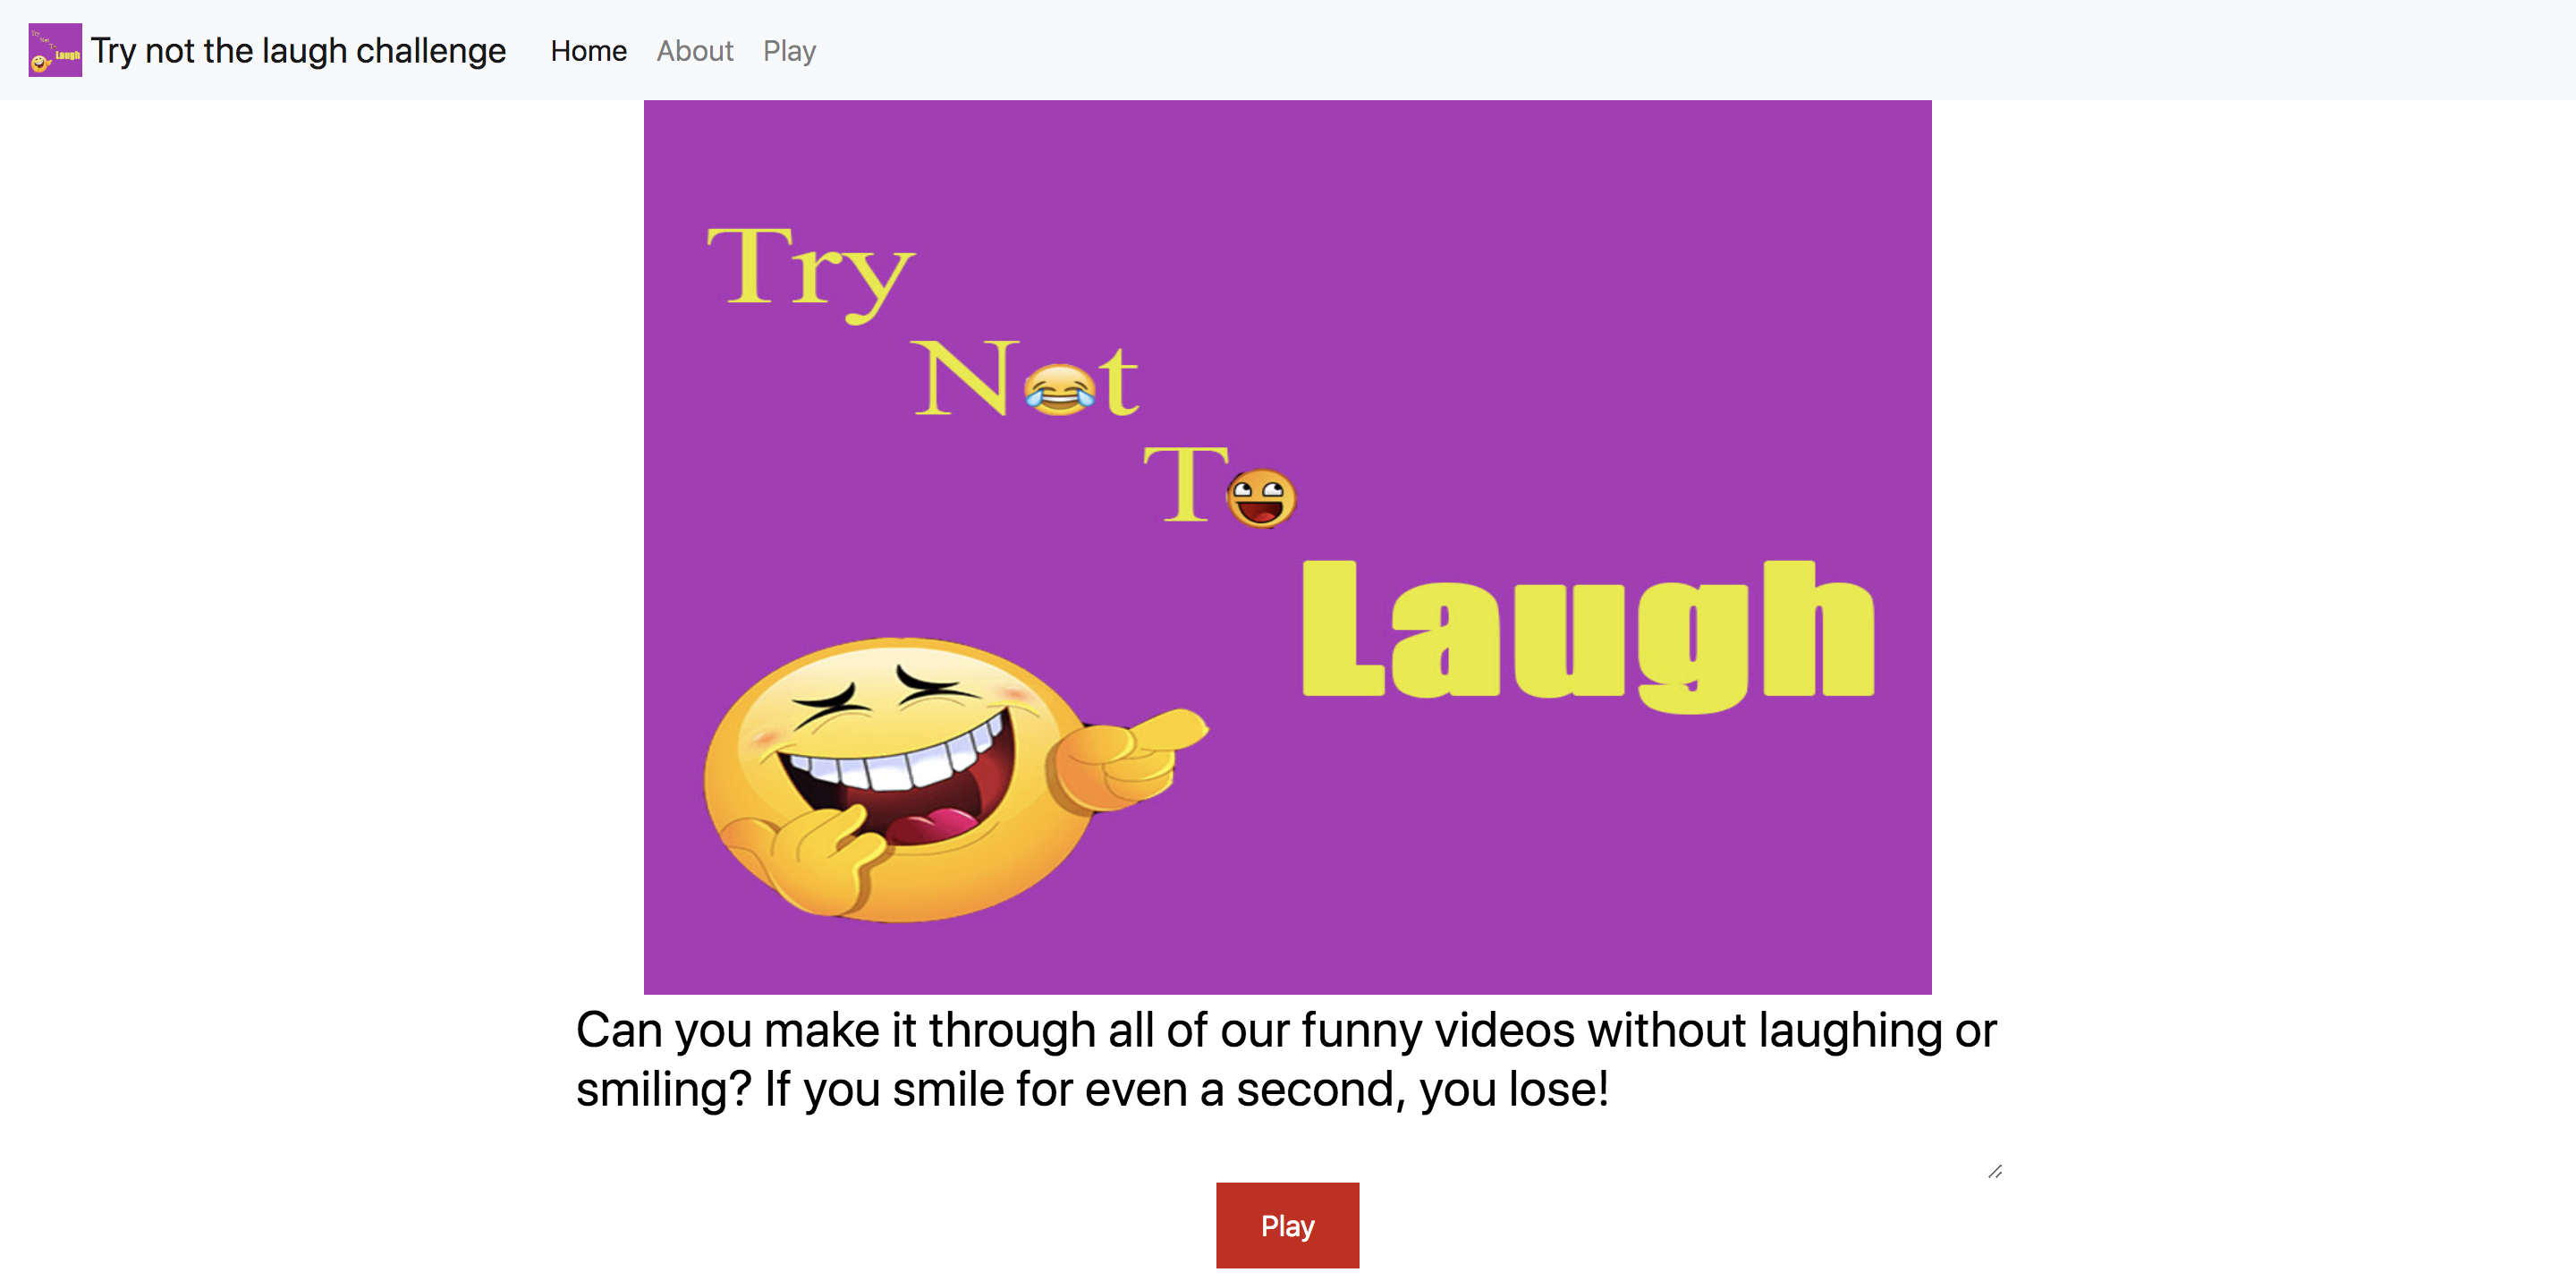 Try not the laugh challenge Home About Play
Try
N😂t
T
Laugh
Can you make it through all of our funny videos without laughing or
smiling? If you smile for even a second, you lose!
Play